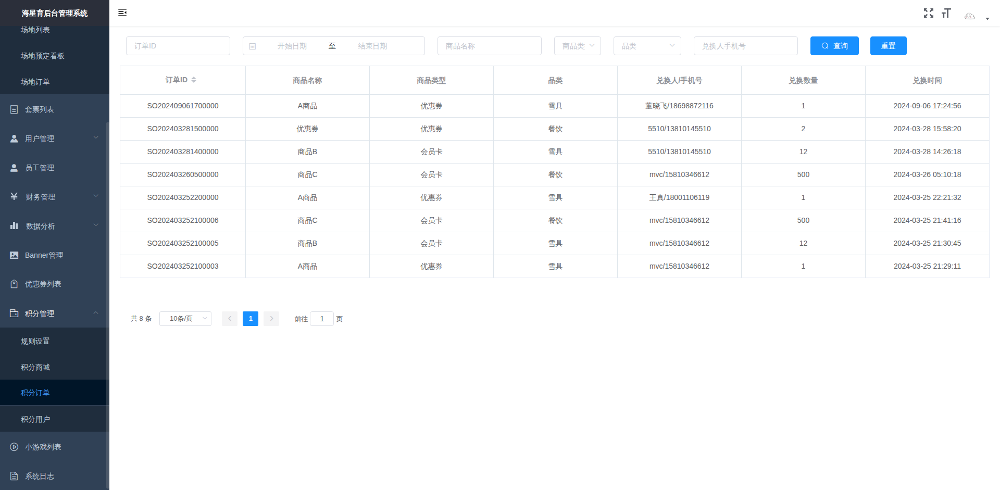 海星育后台管理系统
场地列表
场地预定看板
场地订单
套票列表
用户管理
员工管理
财务管理
数据分析
Banner管理
优惠券列表
积分管理
规则设置
积分商城
积分订单
积分用户
小游戏列表
系统日志
订单ID 开始日期 至 结束日期 商品名称 商品类 品类 兑换人手机号 查询 重置
订单ID 商品名称 商品类型 品类 兑换人/手机号 兑换数量 兑换时间
SO202409061700000 A商品 优惠券 雪具 董晓飞/18698872116 1 2024-09-06 17:24:56
SO202403281500000 优惠券 优惠券 餐饮 5510/13810145510 2 2024-03-28 15:58:20
SO202403281400000 商品B 会员卡 雪具 5510/13810145510 12 2024-03-28 14:26:18
SO202403260500000 商品C 会员卡 餐饮 mvc/15810346612 500 2024-03-26 05:10:18
SO202403252200000 A商品 优惠券 雪具 王真/18001106119 1 2024-03-25 22:21:32
SO202403252100006 商品C 会员卡 餐饮 mvc/15810346612 500 2024-03-25 21:41:16
SO202403252100005 商品B 会员卡 雪具 mvc/15810346612 12 2024-03-25 21:30:45
SO202403252100003 A商品 优惠券 雪具 mvc/15810346612 1 2024-03-25 21:29:11
共 8 条 10条/页 1 前往 1 页